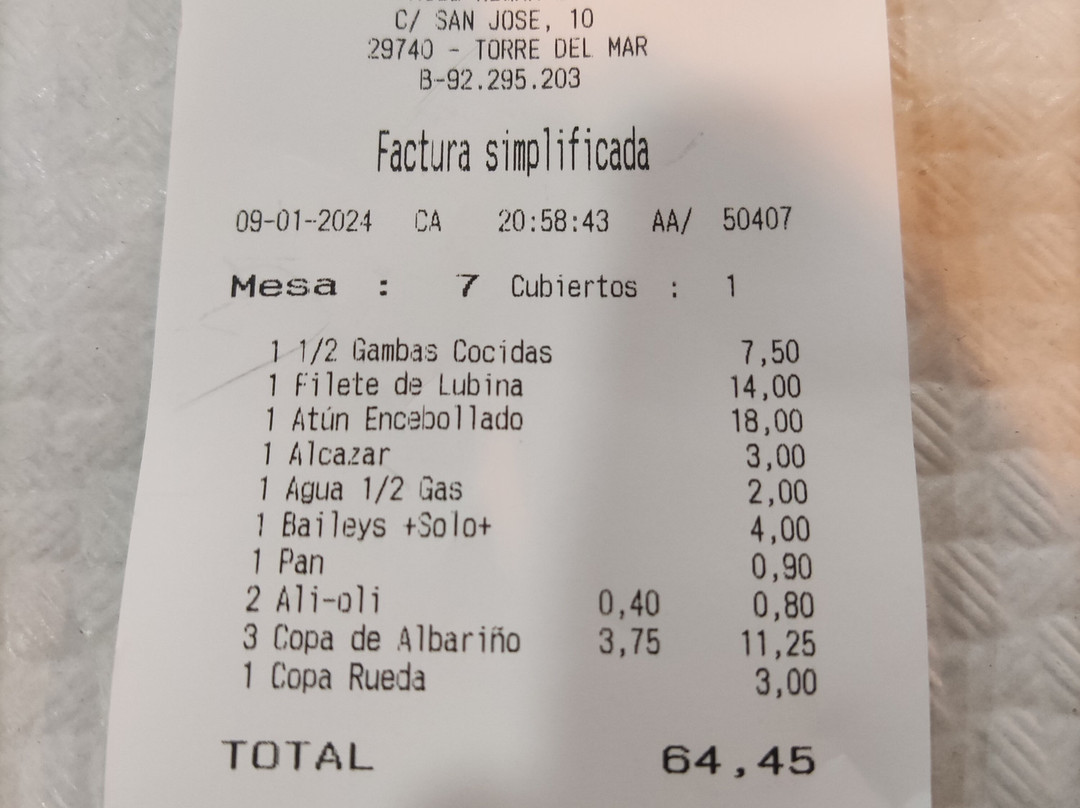 C/ SAN JOSE, 10
29740 - TORRE DEL MAR
B-92.295.203
Factura simplificada
09-01-2024 CA 20:58:43 AA/ 50407
Mesa : 7 Cubiertos : 1
1 1/2 Gambas Cocidas 7,50
1 Filete de Lubina 14,00
1 Atún Encebollado 18,00
1 Alcazar 3,00
1 Agua 1/2 Gas 2,00
1 Baileys +Solo+ 4,00
1 Pan 0,90
2 Ali-oli 0,40 0,80
3 Copa de Albariño 3,75 11,25
1 Copa Rueda 3,00
TOTAL 64,45